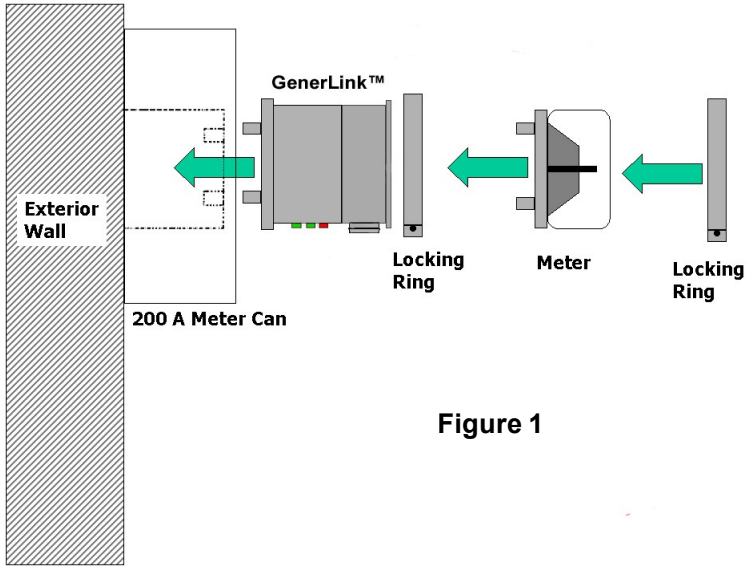 GenerLink™
Exterior
Wall
Locking
Ring
Meter
Locking
Ring
200 A Meter Can
Figure 1